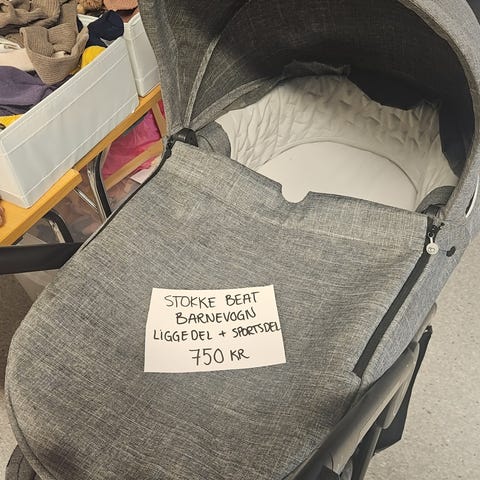 STOKKE BEAT
BARNEVOGN
LIGGEDEL + SPORTSDEL
750 KR